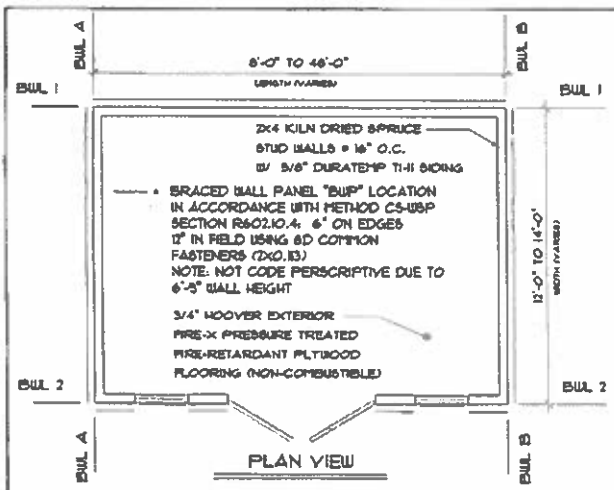 BWL A
BWL B
8'-0" TO 46'-0"
LENGTH (VARIES)
BWL 1
BWL 1
2X4 KILN DRIED SPRUCE
STUD WALLS @ 16" O.C.
W/ 5/8" DURATEMP T1-11 SIDING
BRACED WALL PANEL "BWP" LOCATION
IN ACCORDANCE WITH METHOD CS-WSP
SECTION R602.10.4: 6" ON EDGES
12" IN FIELD USING 8D COMMON
FASTENERS (2X0.113)
NOTE: NOT CODE PERSCRIPTIVE DUE TO
6'-5" WALL HEIGHT
12'-0" TO 14'-0"
WIDTH (VARIES)
3/4" HOOVER EXTERIOR
FIRE-X PRESSURE TREATED
FIRE-RETARDANT PLYWOOD
FLOORING (NON-COMBUSTIBLE)
BWL 2
BWL 2
BWL A
BWL B
PLAN VIEW